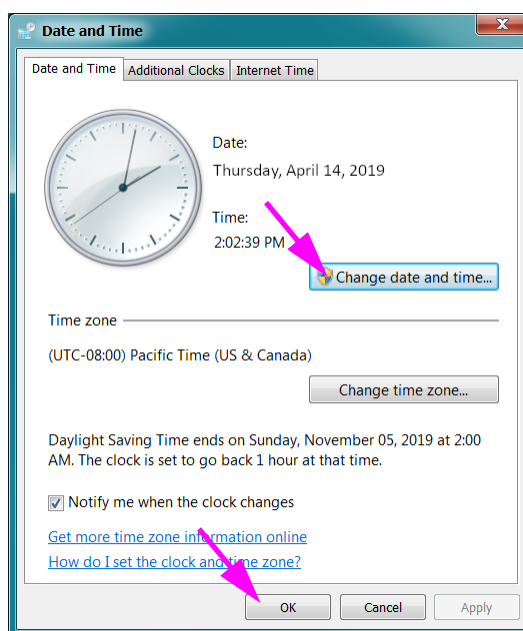 Date and Time
Date and Time Additional Clocks Internet Time
Date:
Thursday, April 14, 2019
Time:
2:02:39 PM
Change date and time...
Time zone
(UTC-08:00) Pacific Time (US & Canada)
Change time zone...
Daylight Saving Time ends on Sunday, November 05, 2019 at 2:00
AM. The clock is set to go back 1 hour at that time.
Notify me when the clock changes
Get more time zone information online
How do I set the clock and time zone?
OK Cancel Apply